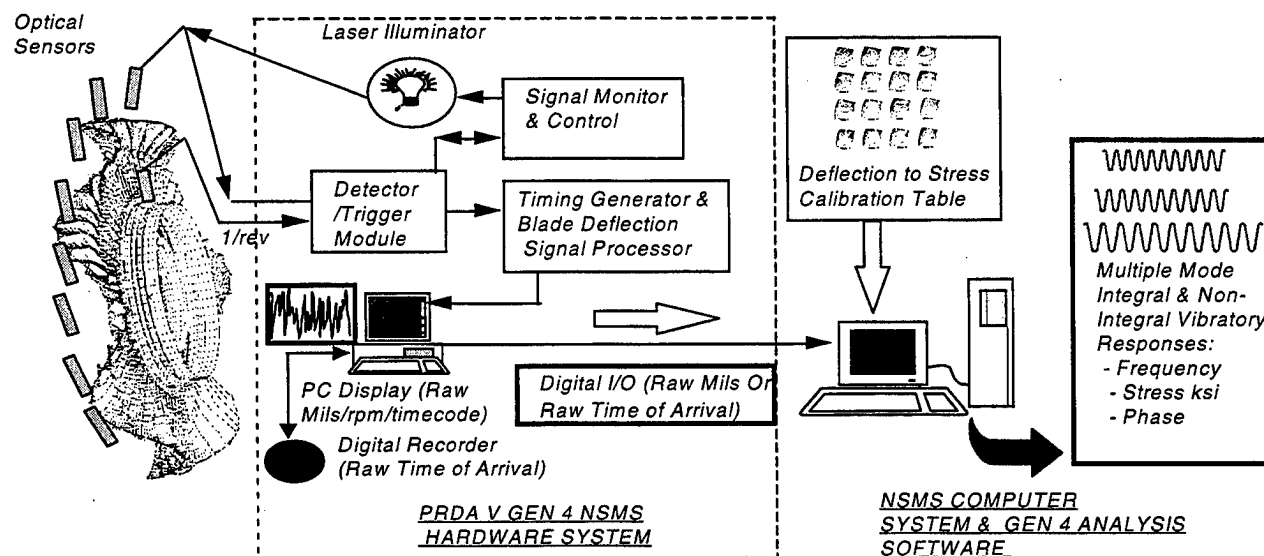 Optical
Sensors
Laser Illuminator
Signal Monitor
& Control
Detector
/Trigger
Module
1/rev
Timing Generator &
Blade Deflection
Signal Processor
PC Display (Raw
Mils/rpm/timecode)
Digital Recorder
(Raw Time of Arrival)
Digital I/O (Raw Mils Or
Raw Time of Arrival)
PRDA V GEN 4 NSMS
HARDWARE SYSTEM
Deflection to Stress
Calibration Table
NSMS COMPUTER
SYSTEM & GEN 4 ANALYSIS
SOFTWARE
Multiple Mode
Integral & Non-
Integral Vibratory
Responses:
- Frequency
- Stress ksi
- Phase